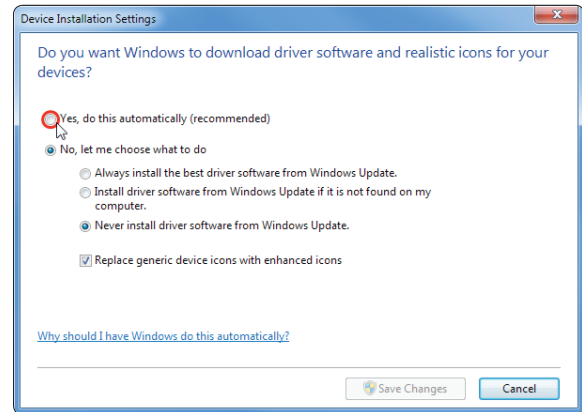 Device Installation Settings
Do you want Windows to download driver software and realistic icons for your
devices?
Yes, do this automatically (recommended)
No, let me choose what to do
Always install the best driver software from Windows Update.
Install driver software from Windows Update if it is not found on my
computer.
Never install driver software from Windows Update.
Replace generic device icons with enhanced icons
Why should I have Windows do this automatically?
Save Changes
Cancel